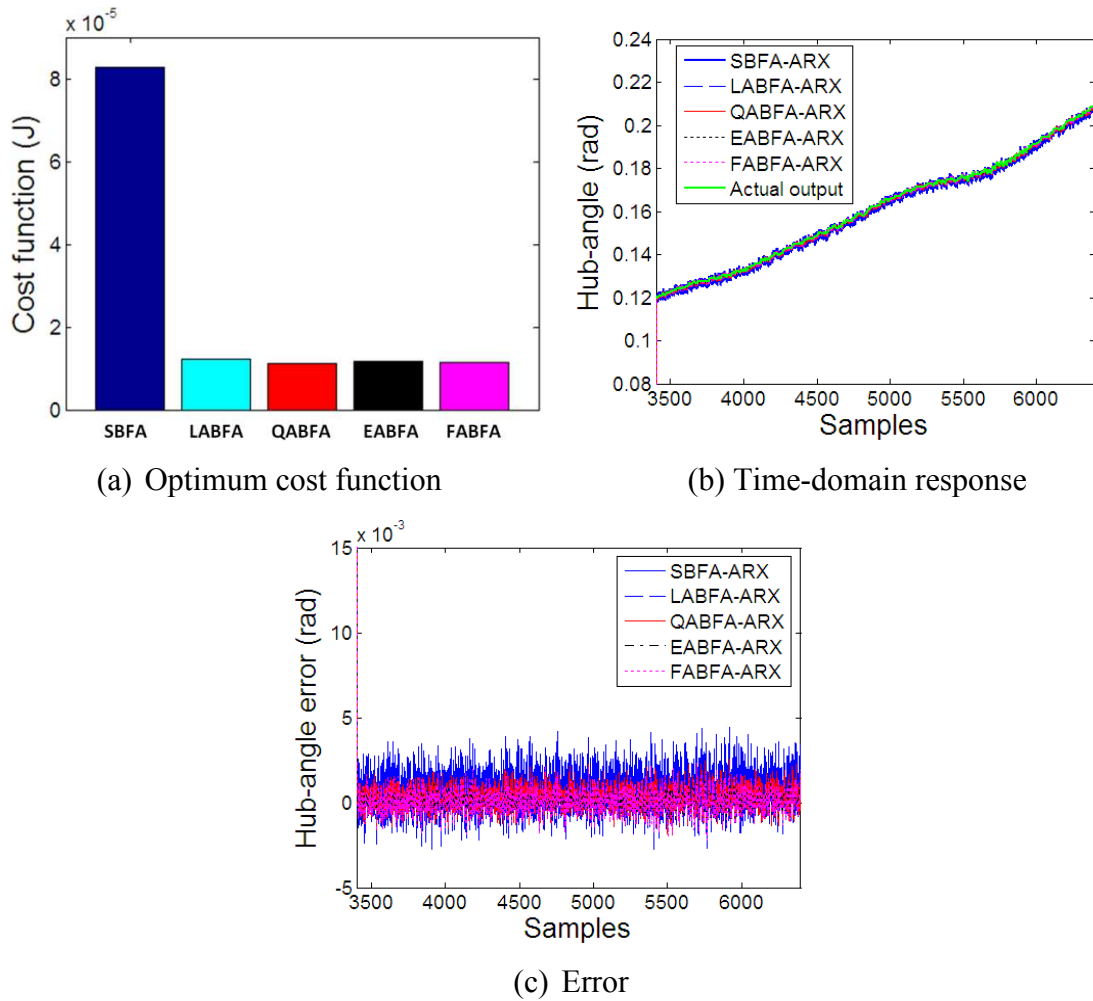 x 10⁻⁵
Cost function (J)
8
6
4
2
0
SBFA LABFA QABFA EABFA FABFA
(a) Optimum cost function
Hub-angle (rad)
0.24
0.22
0.2
0.18
0.16
0.14
0.12
0.1
0.08
SBFA-ARX
LABFA-ARX
QABFA-ARX
EABFA-ARX
FABFA-ARX
Actual output
3500 4000 4500 5000 5500 6000
Samples
(b) Time-domain response
x 10⁻³
Hub-angle error (rad)
15
10
5
0
-5
SBFA-ARX
LABFA-ARX
QABFA-ARX
EABFA-ARX
FABFA-ARX
3500 4000 4500 5000 5500 6000
Samples
(c) Error